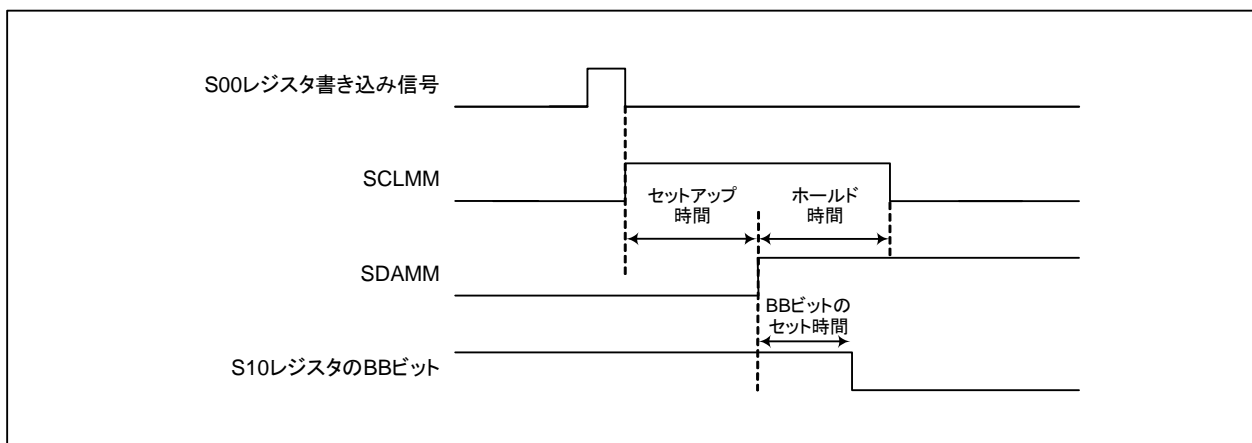 S00レジスタ書き込み信号
SCLMM
セットアップ
時間
ホールド
時間
SDAMM
BBビットの
セット時間
S10レジスタのBBビット